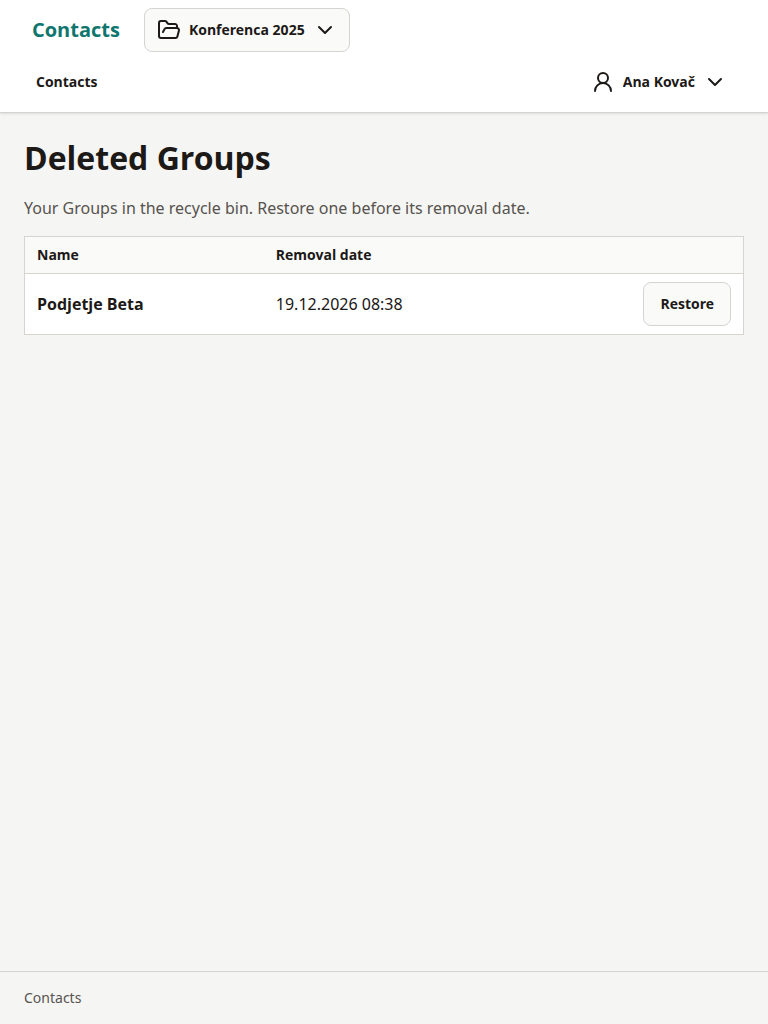 Contacts
Konferenca 2025
Contacts
Ana Kovač
Deleted Groups
Your Groups in the recycle bin. Restore one before its removal date.
Name Removal date
Podjetje Beta 19.12.2026 08:38 Restore
Contacts